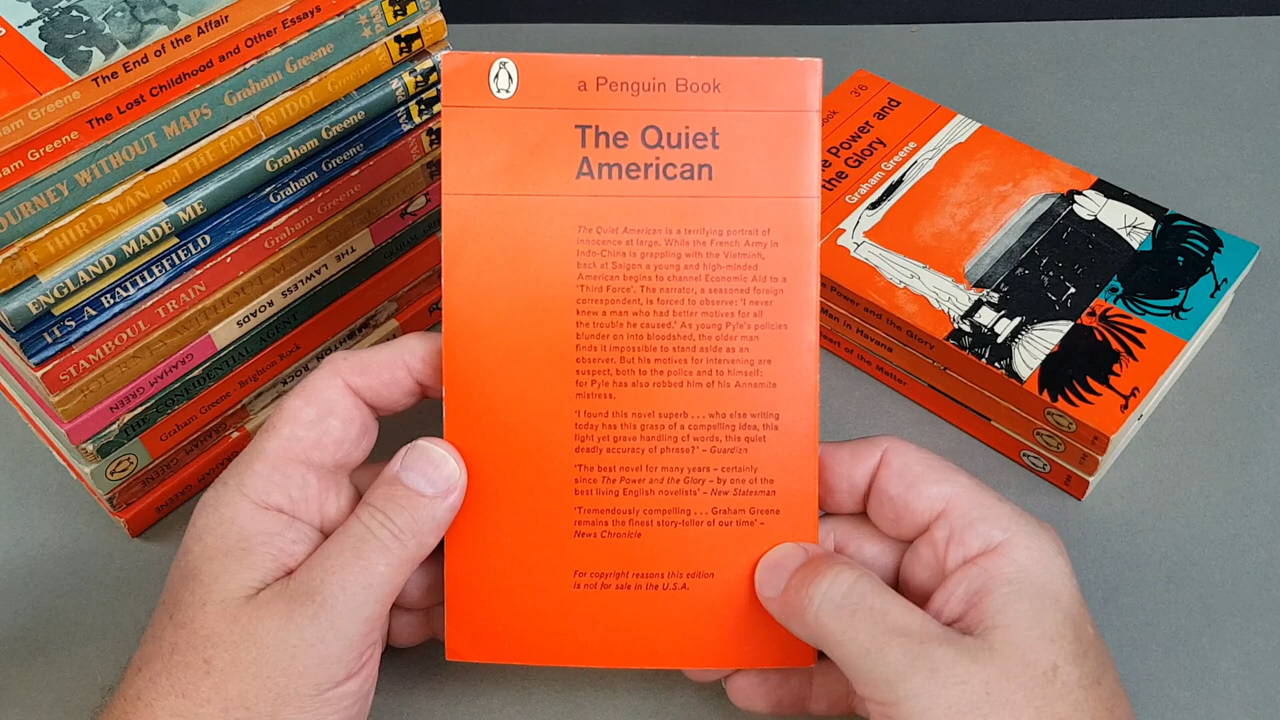 The End of the Affair
The Lost Childhood and Other Essays
JOURNEY WITHOUT MAPS Graham Greene PAN
THIRD MAN and THE FALLEN IDOL Greene
ENGLAND MADE ME Graham Greene PAN
IT'S A BATTLEFIELD Graham Greene PAN
STAMBOUL TRAIN Graham Greene PAN
JOURNEY WITHOUT MAPS
GRAHAM GREENE THE LAWLESS ROADS
THE CONFIDENTIAL AGENT GRAHAM
Graham Greene · Brighton Rock
GRAHAM GREENE BRIGHTON ROCK
GRAHAM GREENE
a Penguin Book
The Quiet
American
The Quiet American is a terrifying portrait of
innocence at large. While the French Army in
Indo-China is grappling with the Vietminh,
back at Saigon a young and high-minded
American begins to channel Economic Aid to a
'Third Force'. The narrator, a seasoned foreign
correspondent, is forced to observe: 'I never
knew a man who had better motives for all
the trouble he caused.' As young Pyle's policies
blunder on into bloodshed, the older man
finds it impossible to stand aside as an
observer. But his motives for intervening are
suspect, both to the police and to himself:
for Pyle has also robbed him of his Annamite
mistress.
'I found this novel superb . . . who else writing
today has this grasp of a compelling idea, this
light yet grave handling of words, this quiet
deadly accuracy of phrase?' – Guardian
'The best novel for many years – certainly
since The Power and the Glory – by one of the
best living English novelists' – New Statesman
'Tremendously compelling . . . Graham Greene
remains the finest story-teller of our time' –
News Chronicle
For copyright reasons this edition
is not for sale in the U.S.A.
ook 3'6
e Power and
the Glory
Graham Greene
e Power and the Glory
Man in Havana
eart of the Matter